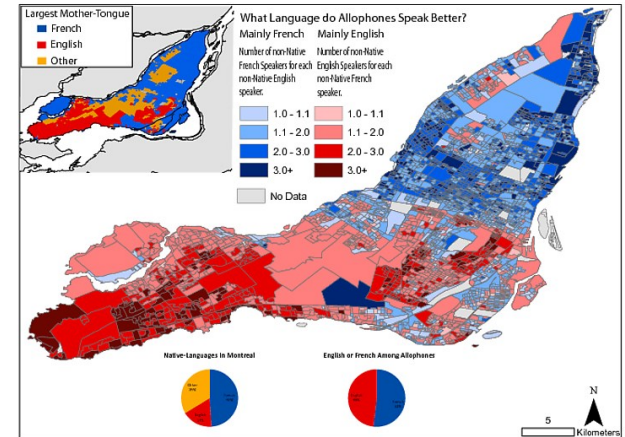 Largest Mother-Tongue
French
English
Other
What Language do Allophones Speak Better?
Mainly French
Mainly English
Number of non-Native
French Speakers for each
non-Native English
speaker.
Number of non-Native
English Speakers for each
non-Native French
speaker.
1.0 - 1.1
1.1 - 2.0
2.0 - 3.0
3.0+
1.0 - 1.1
1.1 - 2.0
2.0 - 3.0
3.0+
No Data
Native-Languages In Montreal
English or French Among Allophones
N
5
Kilometers